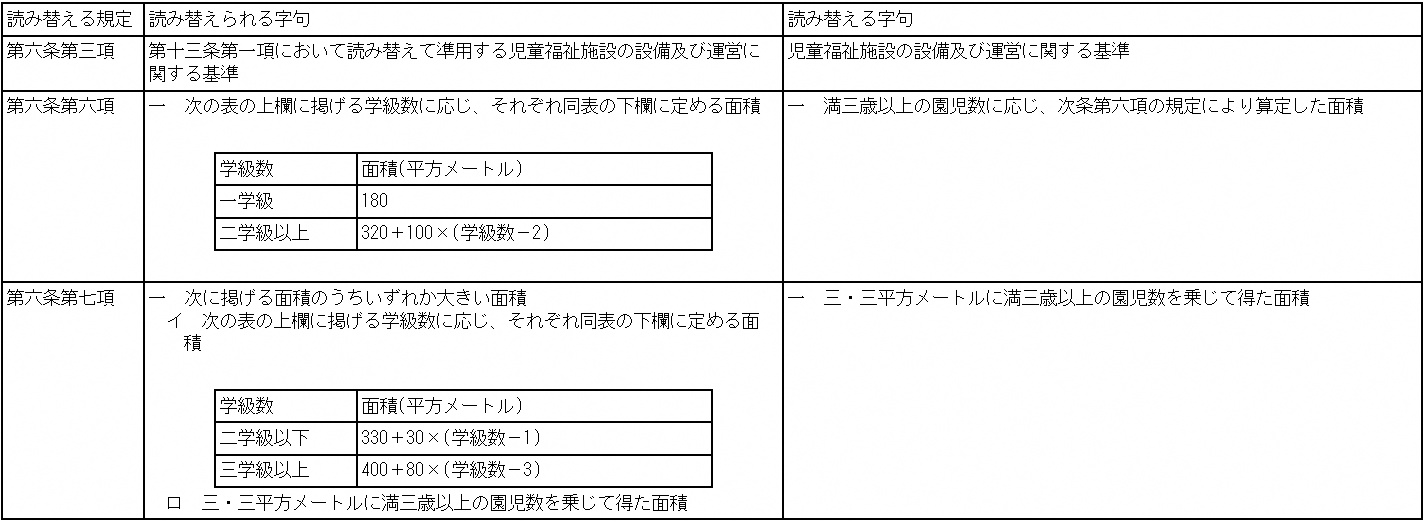 読み替える規定 読み替えられる字句 読み替える字句
第六条第三項 第十三条第一項において読み替えて準用する児童福祉施設の設備及び運営に 児童福祉施設の設備及び運営に関する基準
関する基準
第六条第六項 一　次の表の上欄に掲げる学級数に応じ、それぞれ同表の下欄に定める面積 一　満三歳以上の園児数に応じ、次条第六項の規定により算定した面積
学級数 面積(平方メートル)
一学級 180
二学級以上 320＋100×(学級数－2)
第六条第七項 一　次に掲げる面積のうちいずれか大きい面積 一　三・三平方メートルに満三歳以上の園児数を乗じて得た面積
イ　次の表の上欄に掲げる学級数に応じ、それぞれ同表の下欄に定める面
積
学級数 面積(平方メートル)
二学級以下 330＋30×(学級数－1)
三学級以上 400＋80×(学級数－3)
ロ　三・三平方メートルに満三歳以上の園児数を乗じて得た面積